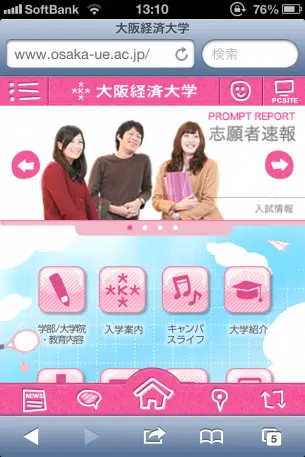 SoftBank 13:10 76%
大阪経済大学
www.osaka-ue.ac.jp/ 検索
大阪経済大学 PCSITE
PROMPT REPORT
志願者速報
入試情報
学部/大学院・教育内容
入学案内
キャンパスライフ
大学紹介
NEWS
5